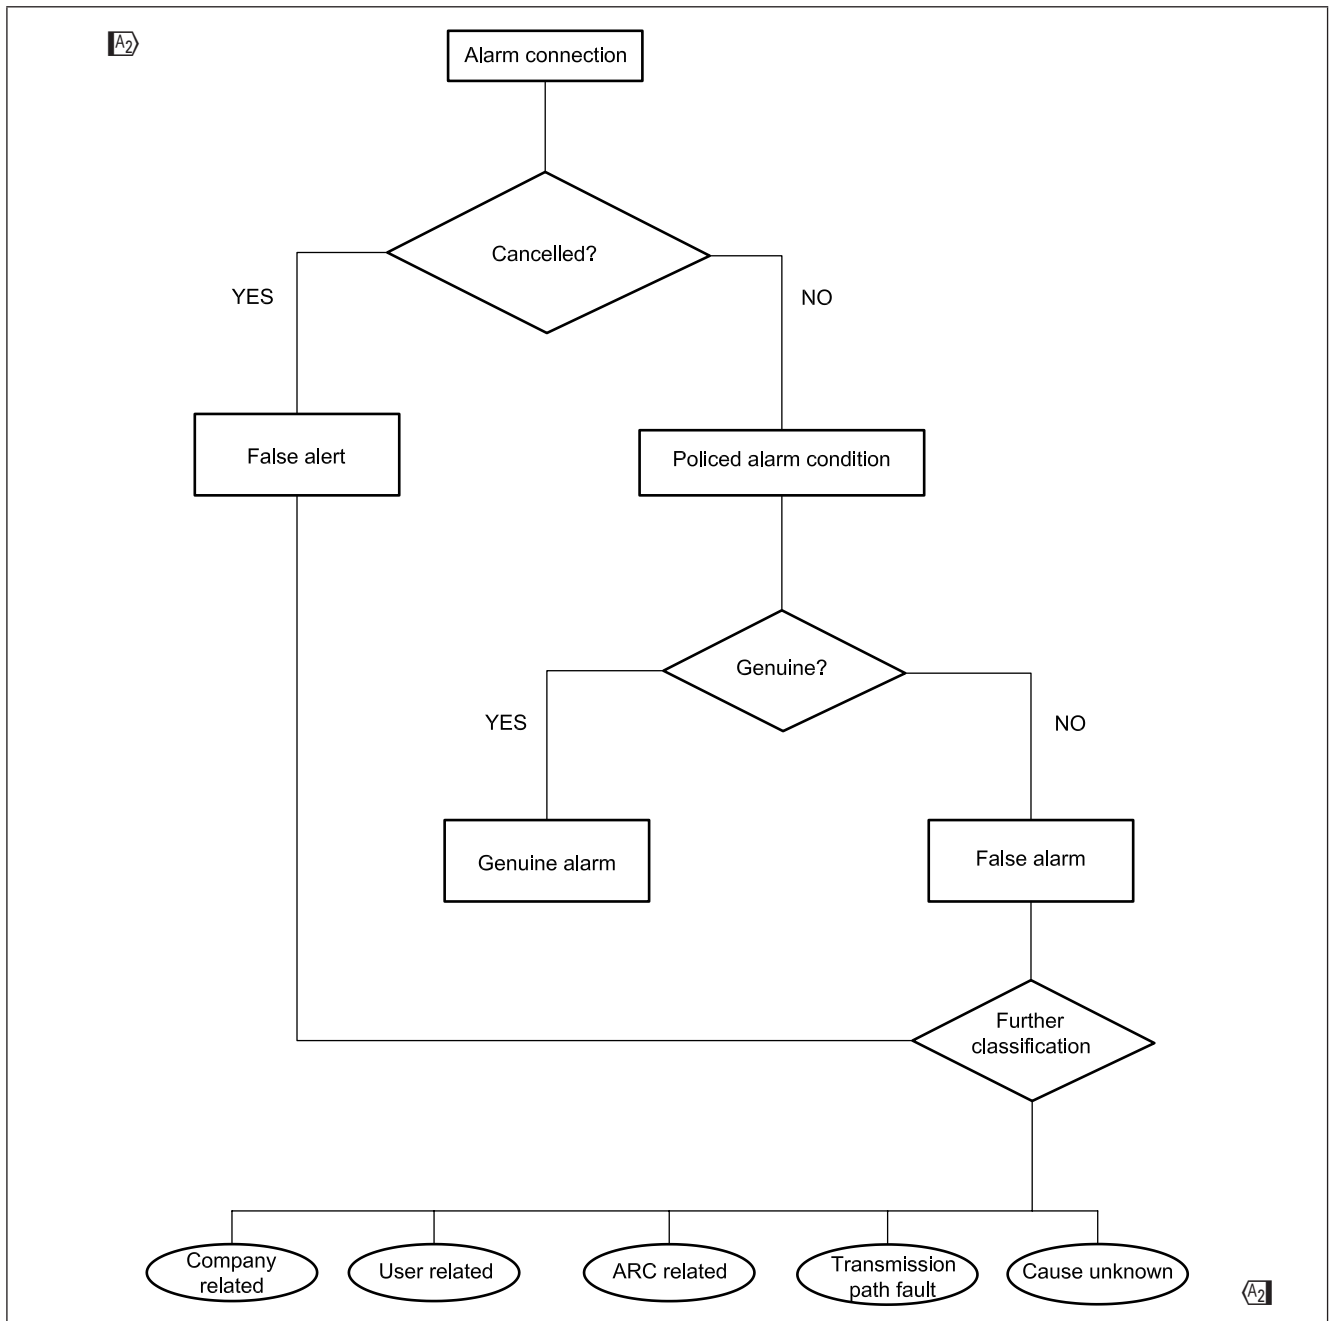 A2
Alarm connection
Cancelled?
YES
NO
False alert
Policed alarm condition
Genuine?
YES
NO
Genuine alarm
False alarm
Further
classification
Company
related
User related
ARC related
Transmission
path fault
Cause unknown
A2